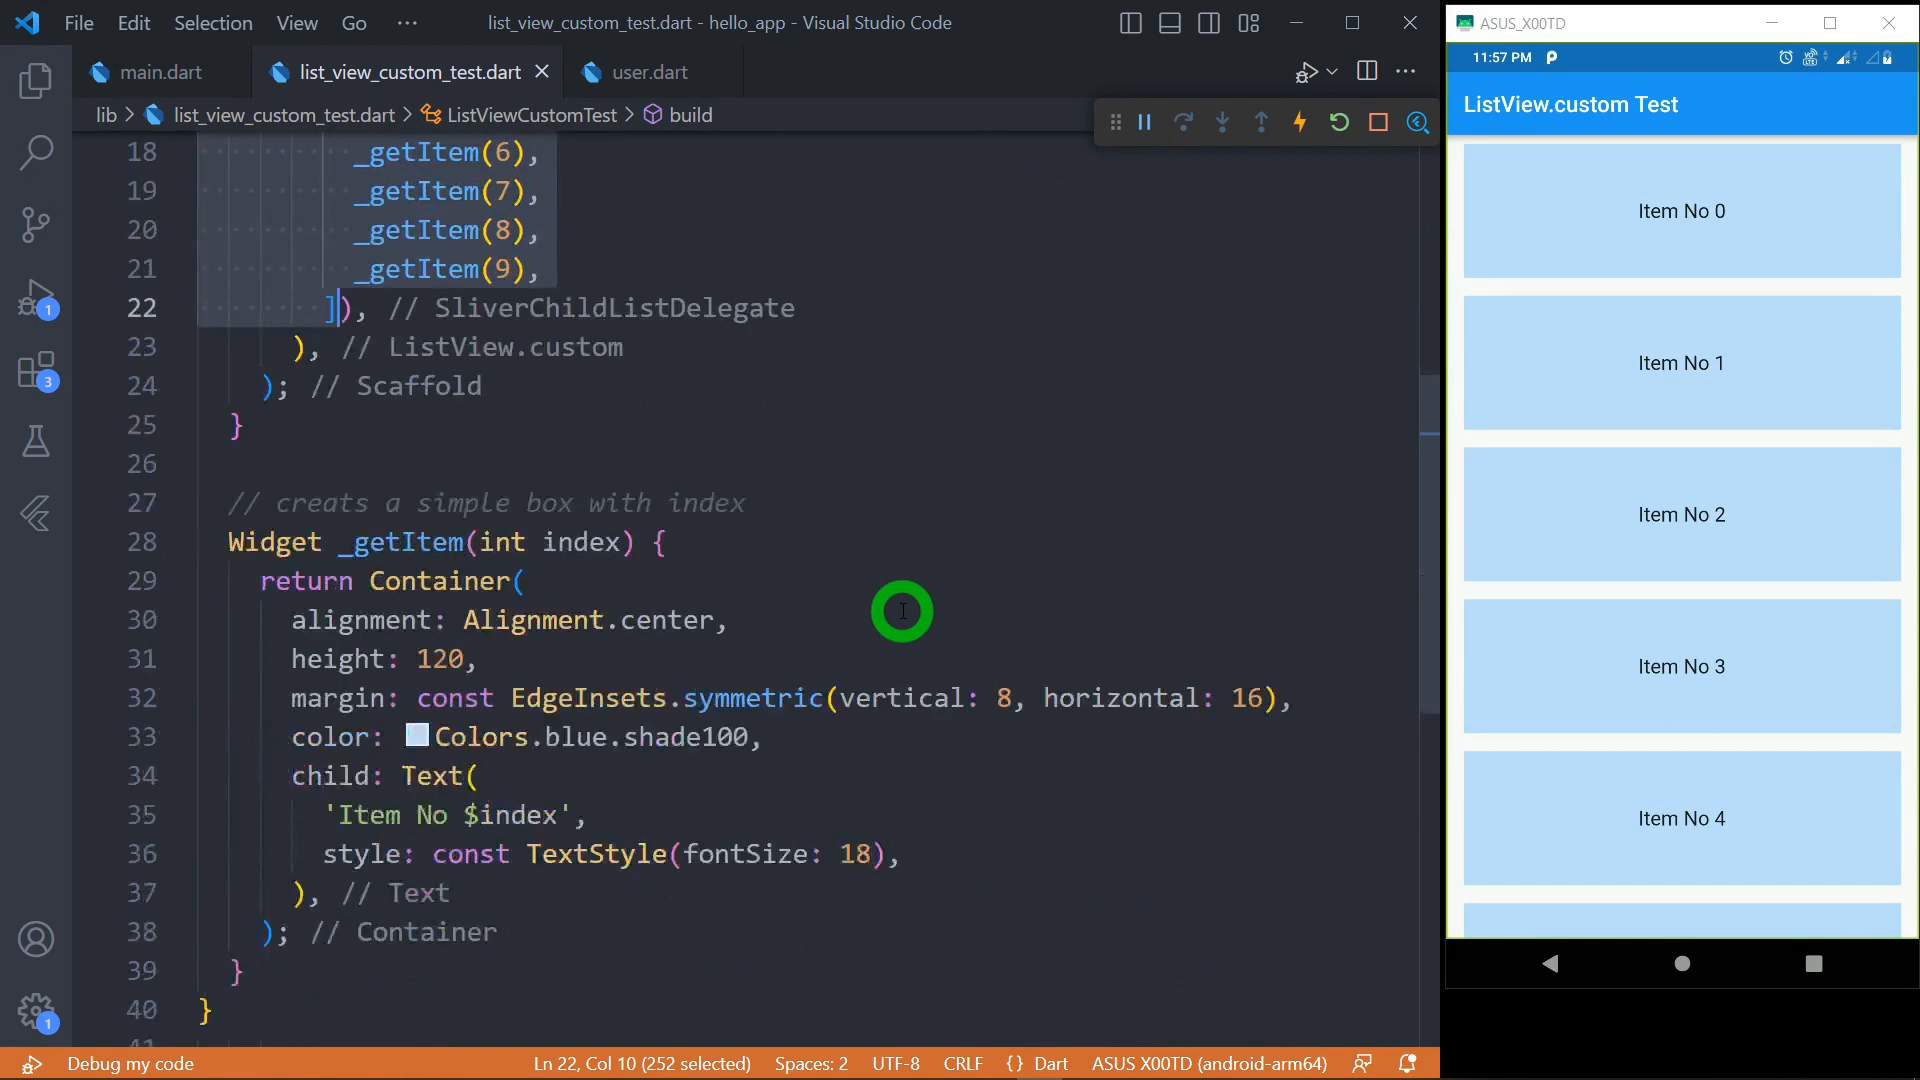 File Edit Selection View Go ··· list_view_custom_test.dart - hello_app - Visual Studio Code
main.dart list_view_custom_test.dart user.dart
lib > list_view_custom_test.dart > ListViewCustomTest > build
18 _getItem(6),
19 _getItem(7),
20 _getItem(8),
21 _getItem(9),
22 ]), // SliverChildListDelegate
23 ), // ListView.custom
24 ); // Scaffold
25 }
26
27 // creats a simple box with index
28 Widget _getItem(int index) {
29 return Container(
30 alignment: Alignment.center,
31 height: 120,
32 margin: const EdgeInsets.symmetric(vertical: 8, horizontal: 16),
33 color: Colors.blue.shade100,
34 child: Text(
35 'Item No $index',
36 style: const TextStyle(fontSize: 18),
37 ), // Text
38 ); // Container
39 }
40 }
1
3
1
Debug my code Ln 22, Col 10 (252 selected) Spaces: 2 UTF-8 CRLF {} Dart ASUS X00TD (android-arm64)
ASUS_X00TD
11:57 PM
ListView.custom Test
Item No 0
Item No 1
Item No 2
Item No 3
Item No 4